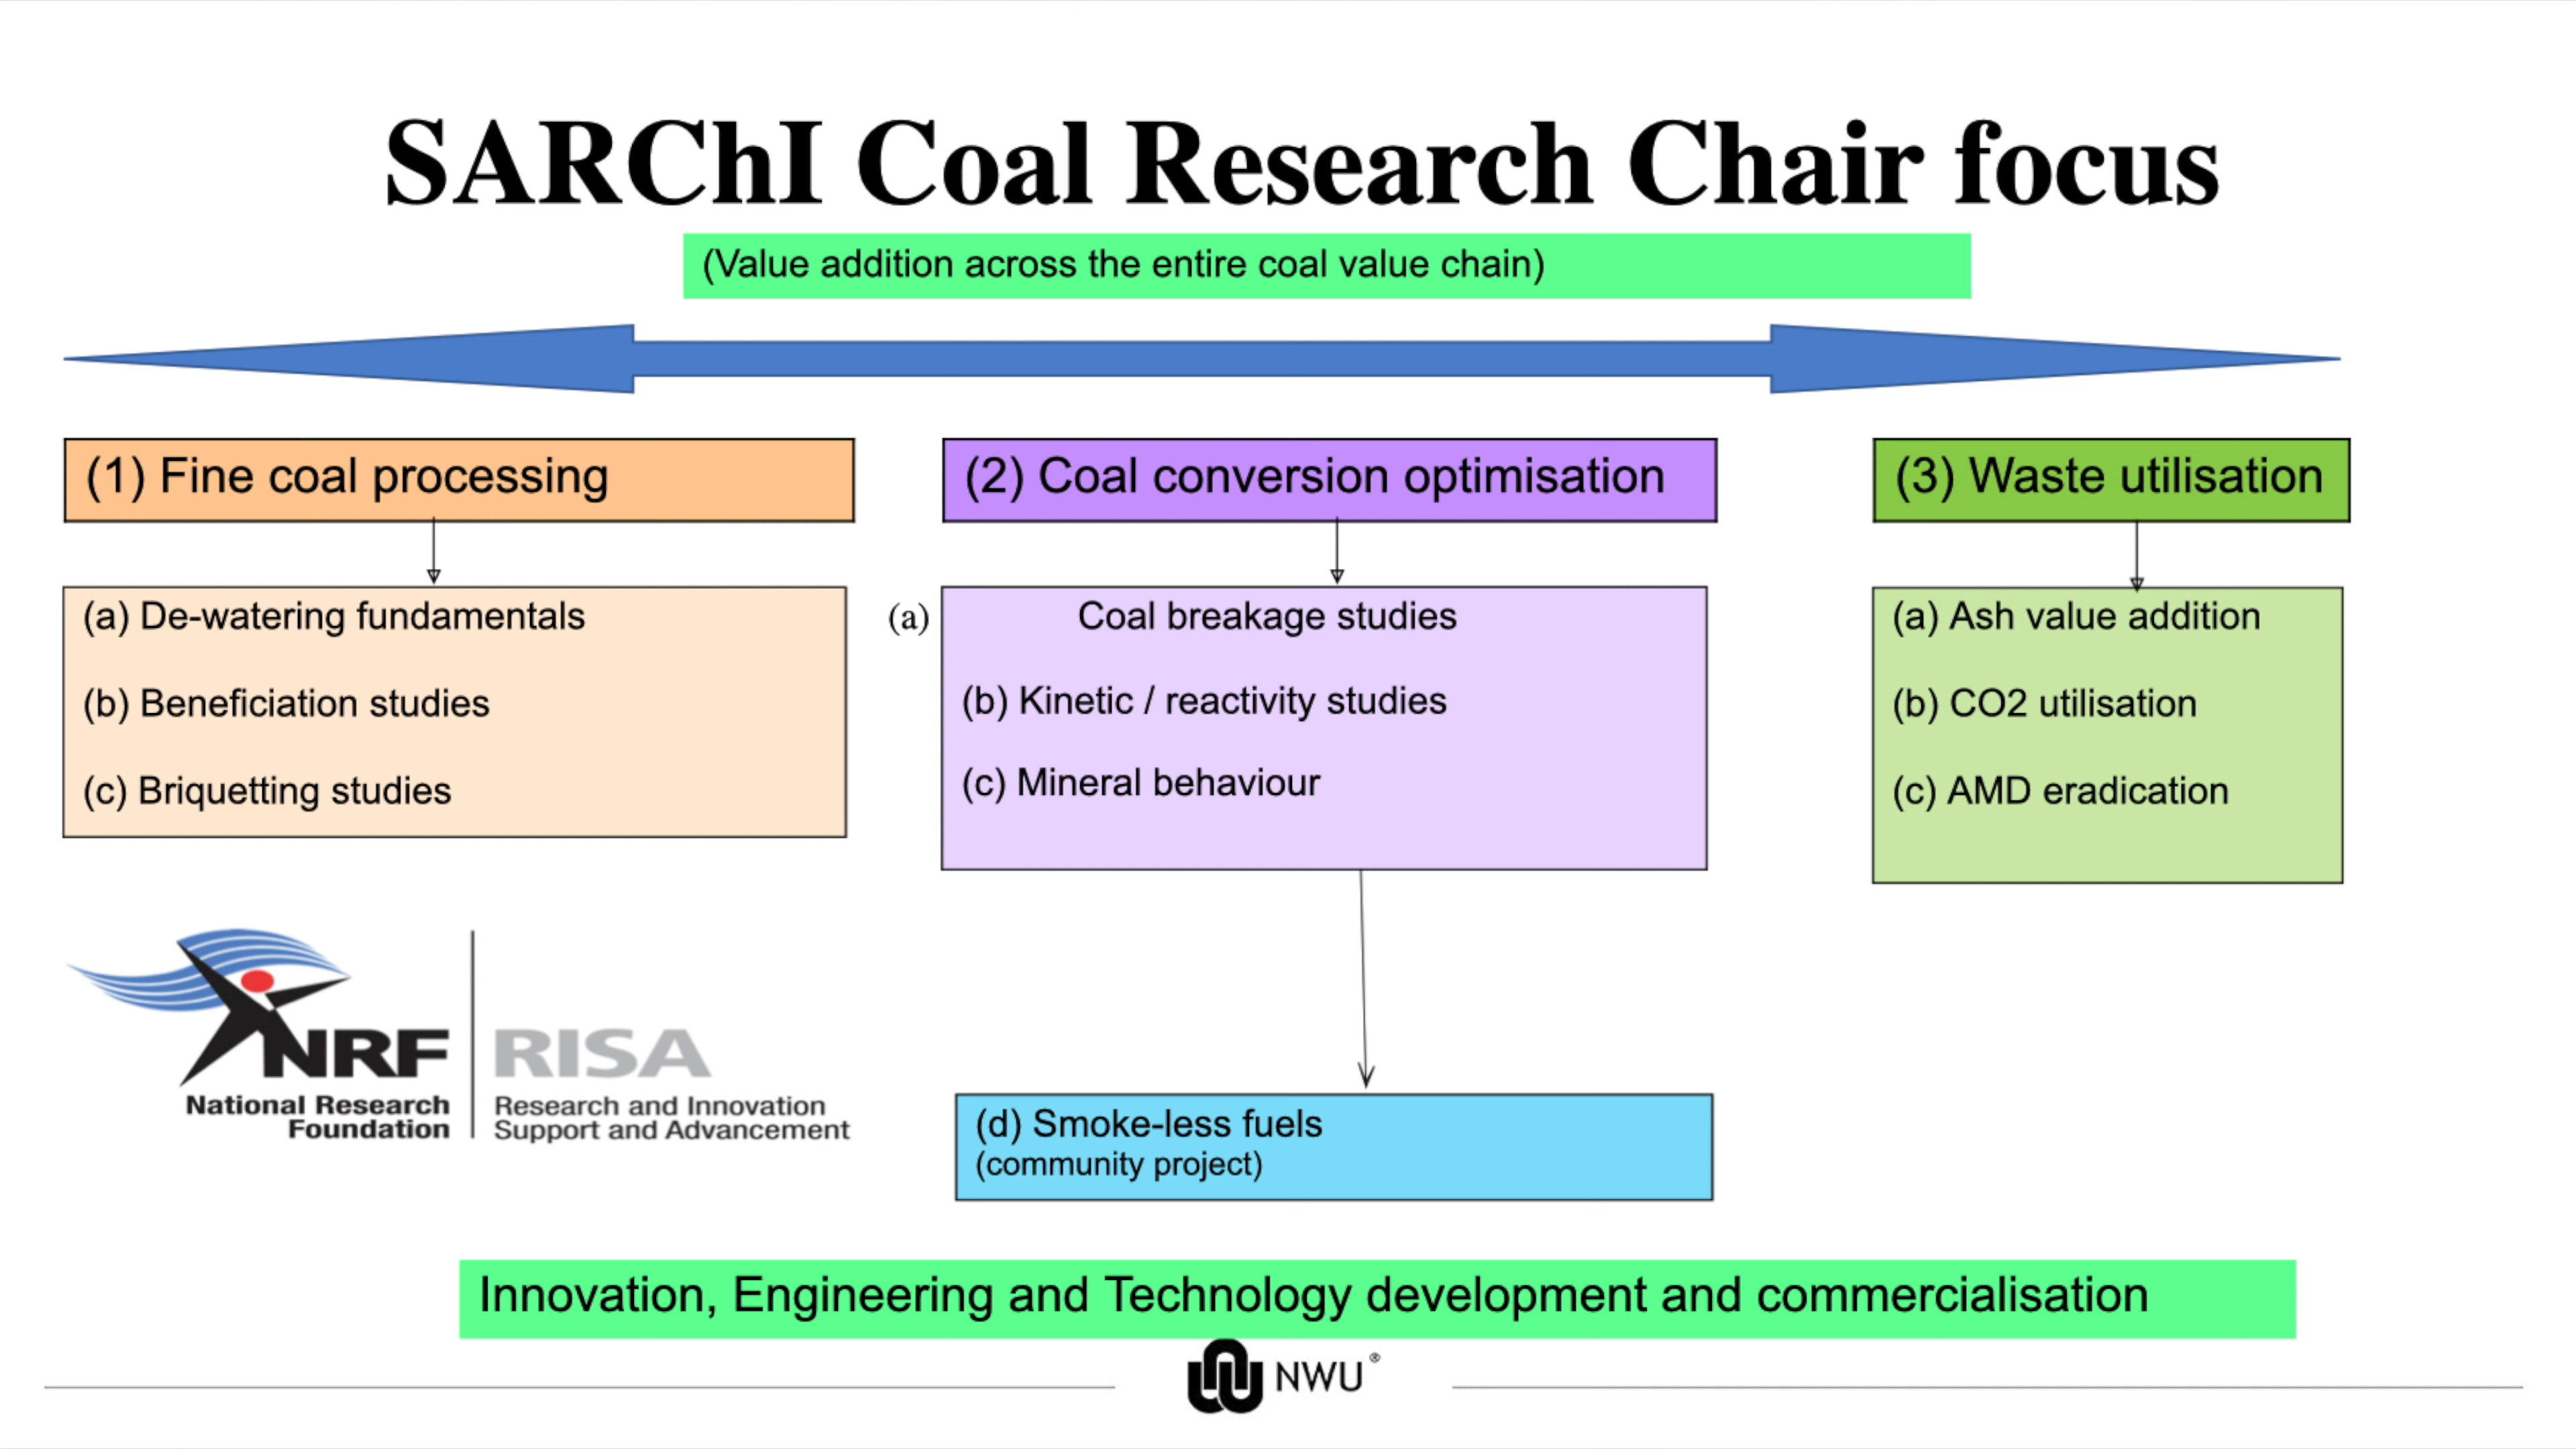 SARChI Coal Research Chair focus
(Value addition across the entire coal value chain)
(1) Fine coal processing
(a) De-watering fundamentals
(b) Beneficiation studies
(c) Briquetting studies
(2) Coal conversion optimisation
(a) Coal breakage studies
(b) Kinetic / reactivity studies
(c) Mineral behaviour
(d) Smoke-less fuels
(community project)
(3) Waste utilisation
(a) Ash value addition
(b) CO2 utilisation
(c) AMD eradication
NRF
National Research
Foundation
RISA
Research and Innovation
Support and Advancement
Innovation, Engineering and Technology development and commercialisation
NWU®